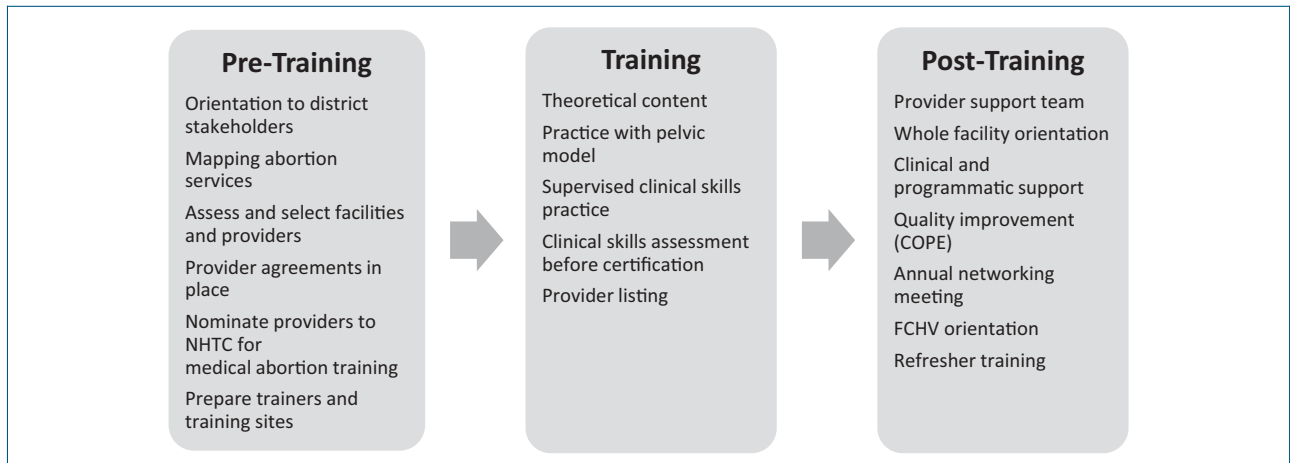 Pre-Training
Orientation to district
stakeholders
Mapping abortion
services
Assess and select facilities
and providers
Provider agreements in
place
Nominate providers to
NHTC for
medical abortion training
Prepare trainers and
training sites
Training
Theoretical content
Practice with pelvic
model
Supervised clinical skills
practice
Clinical skills assessment
before certification
Provider listing
Post-Training
Provider support team
Whole facility orientation
Clinical and
programmatic support
Quality improvement
(COPE)
Annual networking
meeting
FCHV orientation
Refresher training